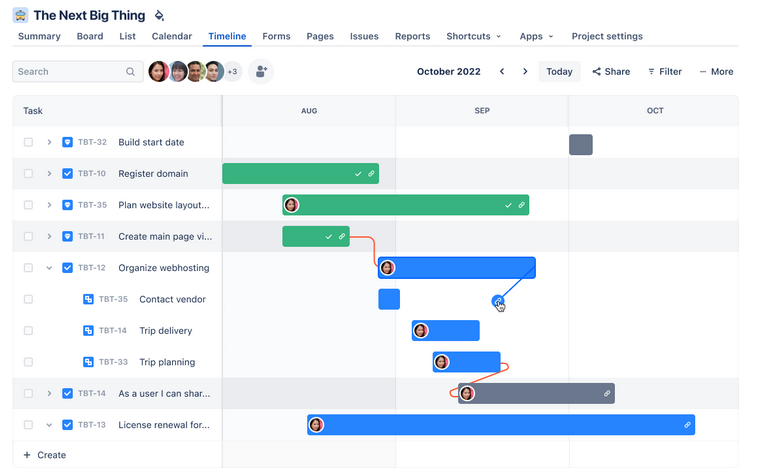 The Next Big Thing
Summary Board List Calendar Timeline Forms Pages Issues Reports Shortcuts Apps Project settings
Search +3 October 2022 Today Share Filter More
Task AUG SEP OCT
TBT-32 Build start date
TBT-10 Register domain
TBT-35 Plan website layout...
TBT-11 Create main page vi...
TBT-12 Organize webhosting
TBT-35 Contact vendor
TBT-14 Trip delivery
TBT-33 Trip planning
TBT-14 As a user I can shar...
TBT-13 License renewal for...
+ Create